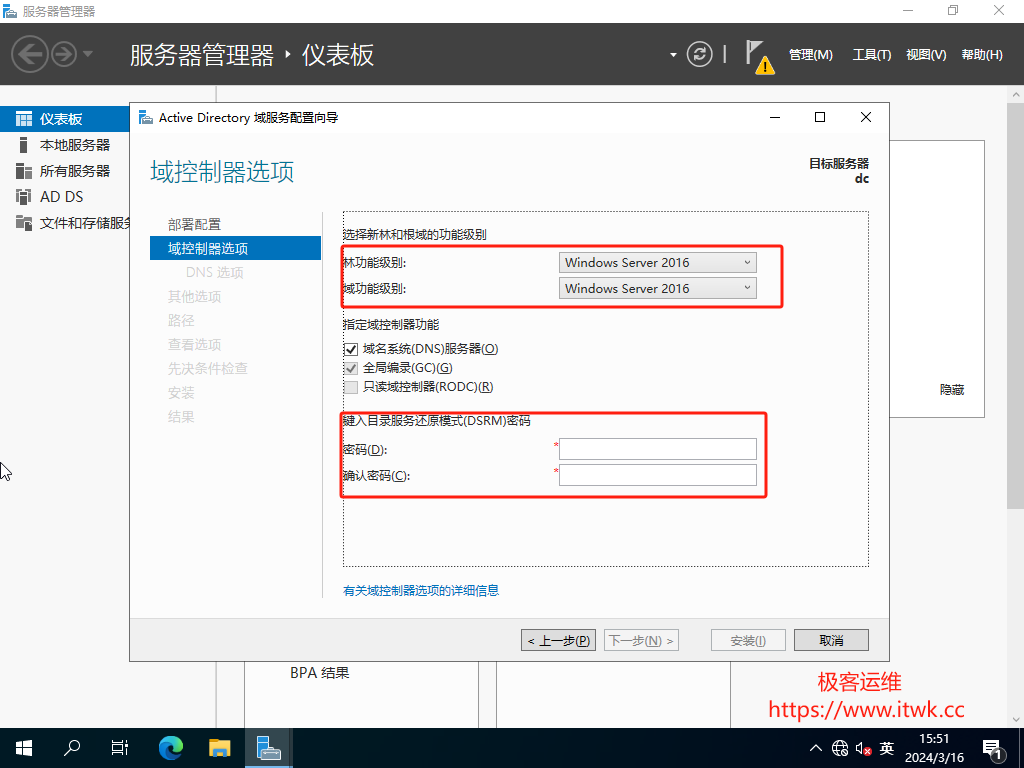 服务器管理器
服务器管理器 ‣ 仪表板
管理(M) 工具(T) 视图(V) 帮助(H)
仪表板
本地服务器
所有服务器
AD DS
文件和存储服务
Active Directory 域服务配置向导
域控制器选项
目标服务器
dc
部署配置
域控制器选项
DNS 选项
其他选项
路径
查看选项
先决条件检查
安装
结果
选择新林和根域的功能级别
林功能级别: Windows Server 2016
域功能级别: Windows Server 2016
指定域控制器功能
域名系统(DNS)服务器(O)
全局编录(GC)(G)
只读域控制器(RODC)(R)
键入目录服务还原模式(DSRM)密码
密码(D): *
确认密码(C): *
有关域控制器选项的详细信息
< 上一步(P) 下一步(N) > 安装(I) 取消
隐藏
BPA 结果
极客运维
https://www.itwk.cc
英
15:51
2024/3/16
1